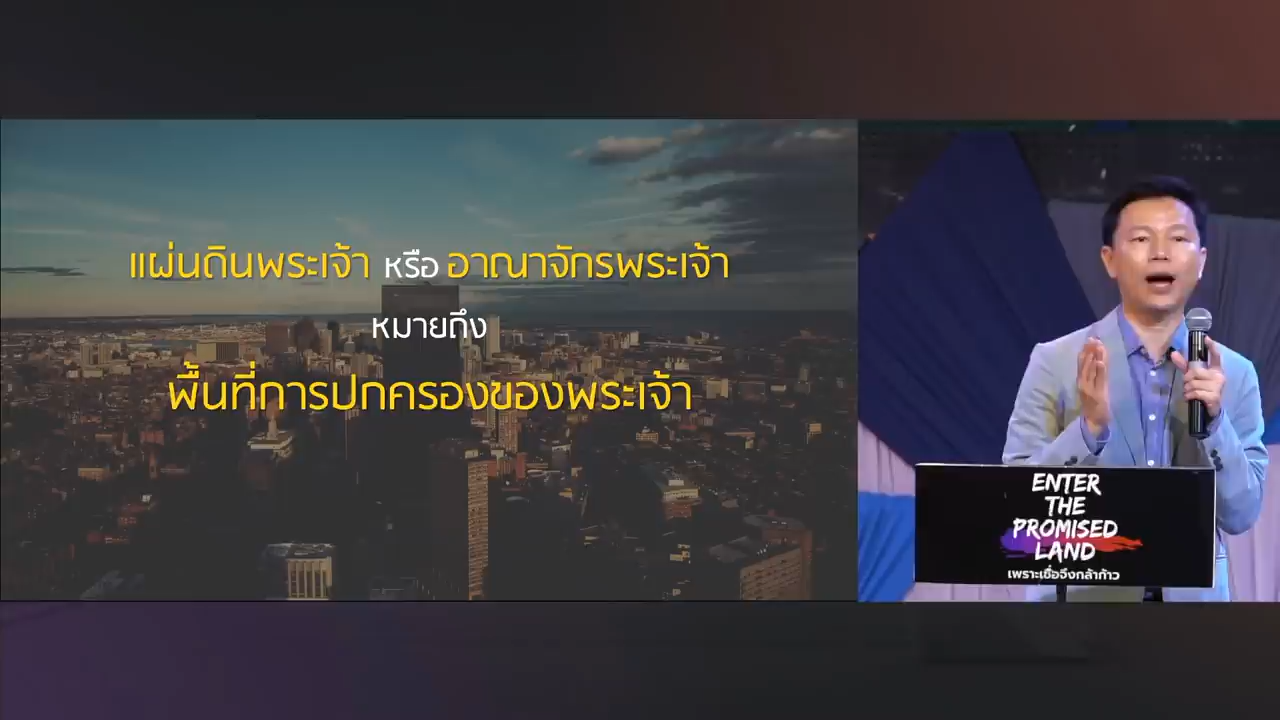 แผ่นดินพระเจ้า หรือ อาณาจักรพระเจ้า
หมายถึง
พื้นที่การปกครองของพระเจ้า
ENTER
THE
PROMISED
LAND
เพราะเชื่อจึงกล้าก้าว